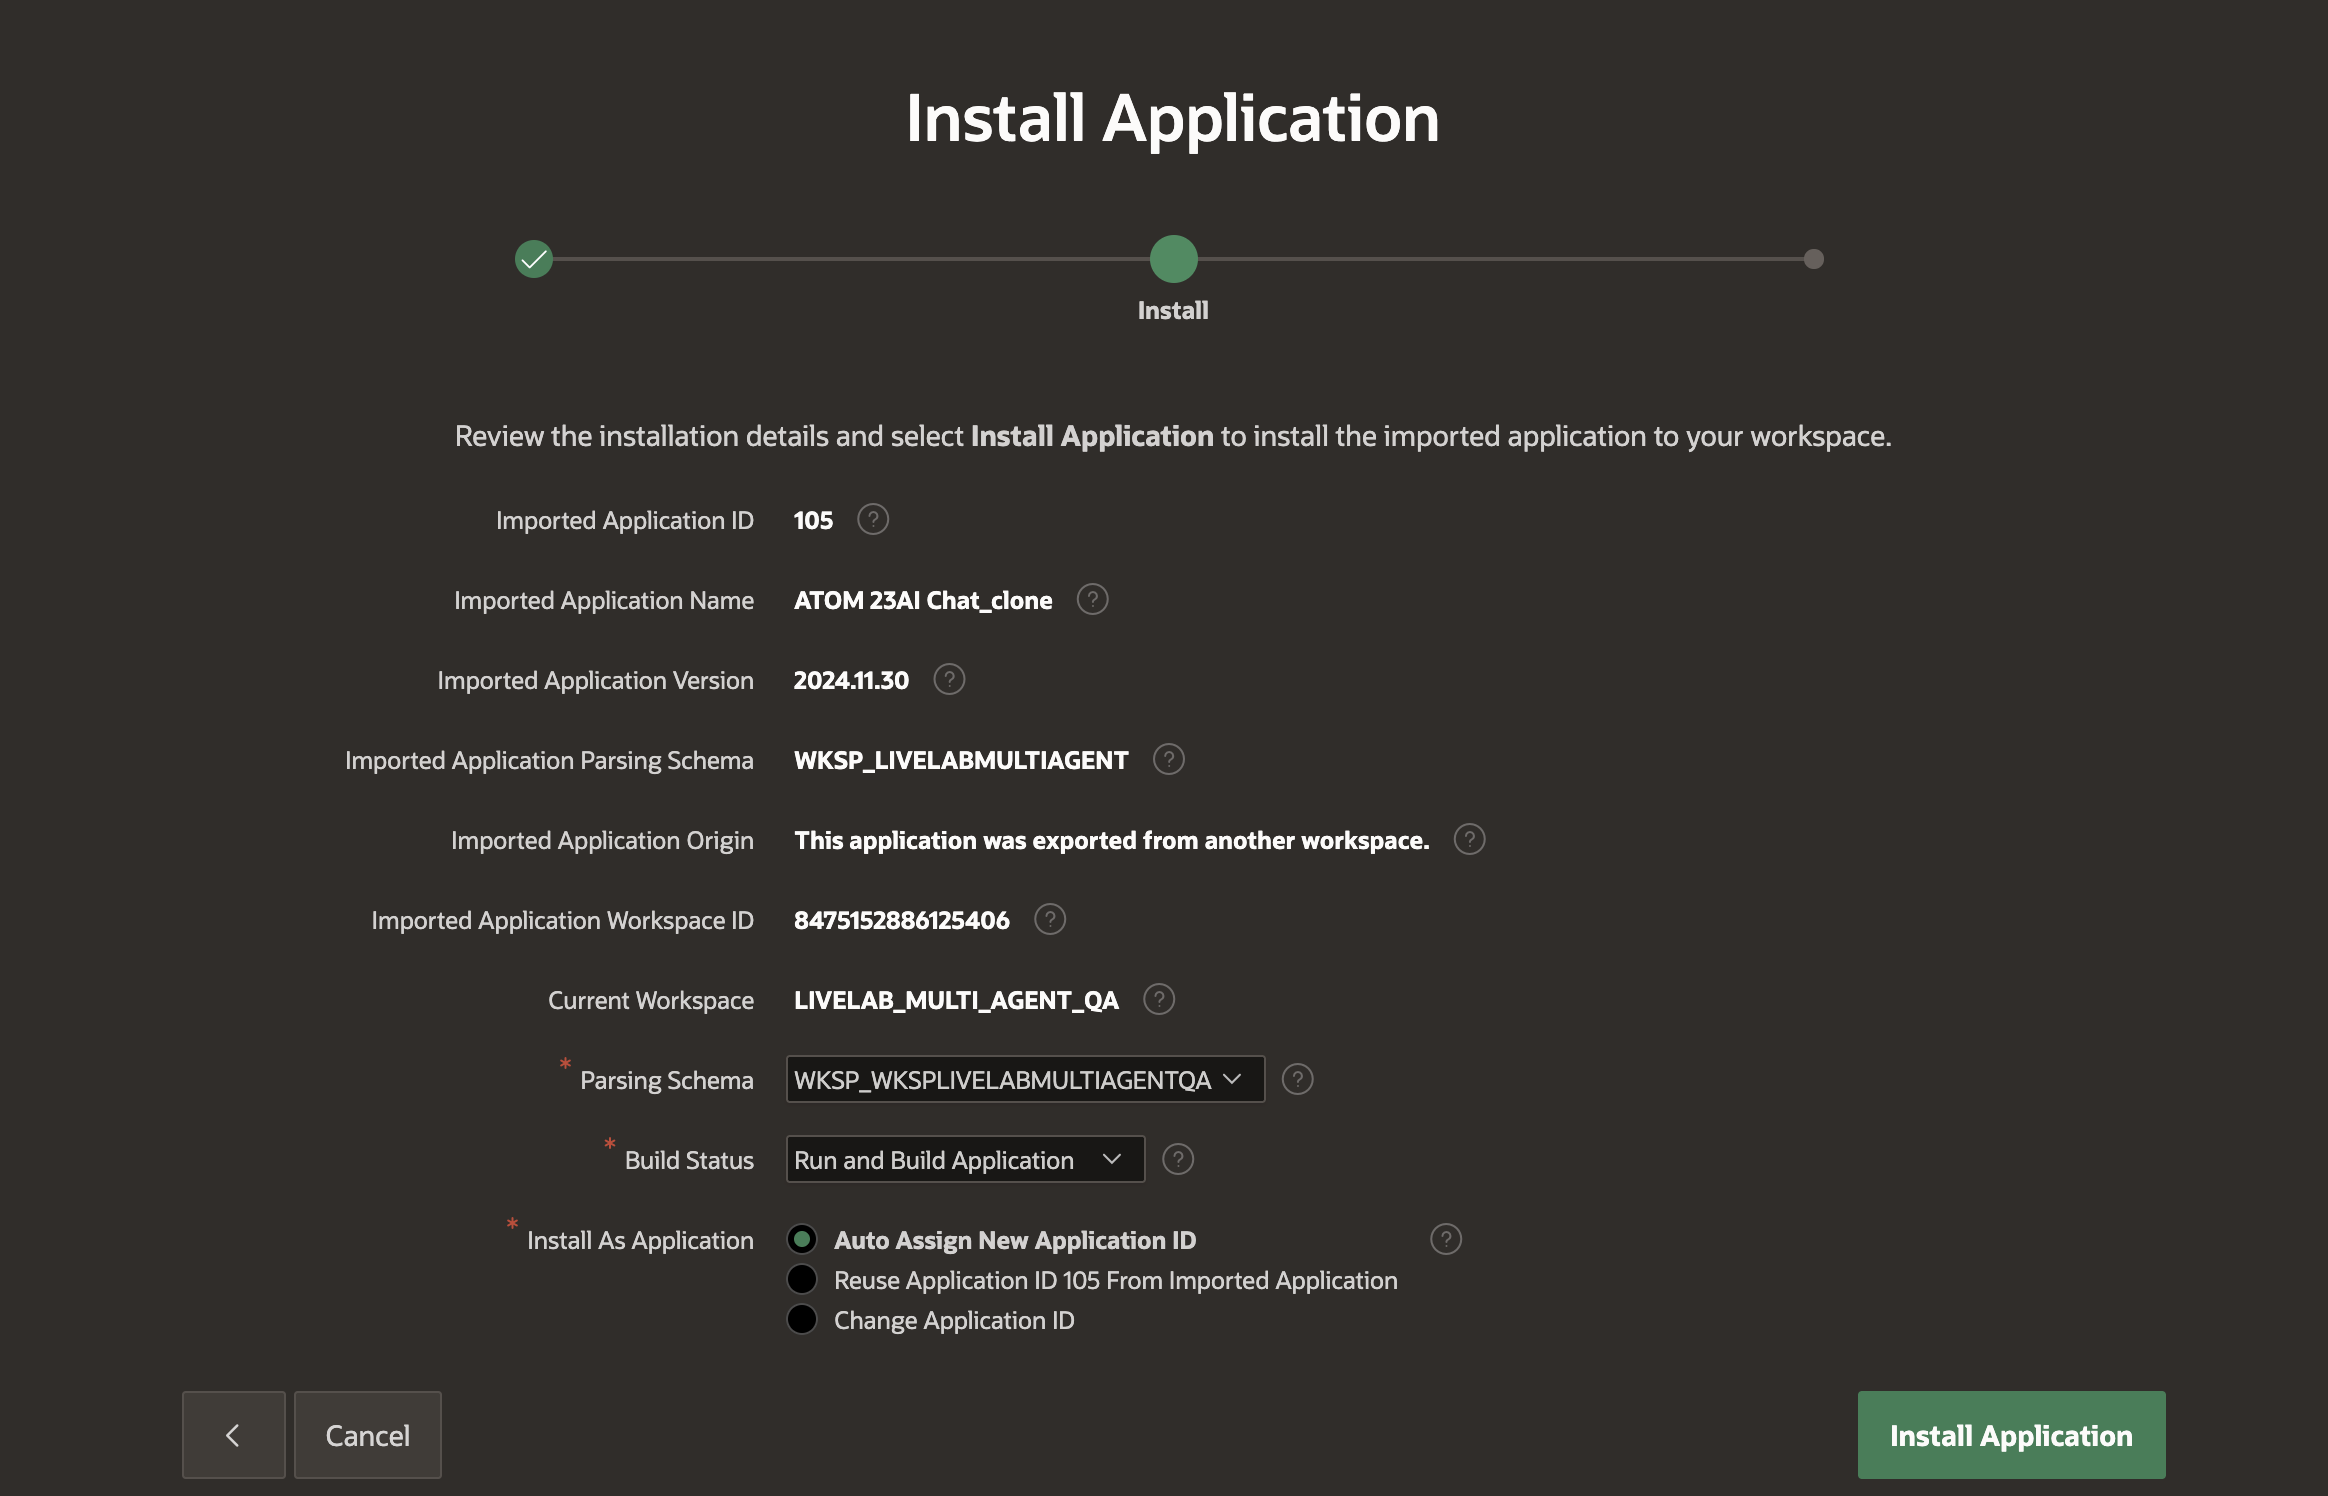 Install Application
Install
Review the installation details and select Install Application to install the imported application to your workspace.
Imported Application ID 105 ?
Imported Application Name ATOM 23AI Chat_clone ?
Imported Application Version 2024.11.30 ?
Imported Application Parsing Schema WKSP_LIVELABMULTIAGENT ?
Imported Application Origin This application was exported from another workspace. ?
Imported Application Workspace ID 8475152886125406 ?
Current Workspace LIVELAB_MULTI_AGENT_QA ?
* Parsing Schema WKSP_WKSPLIVELABMULTIAGENTQA ?
* Build Status Run and Build Application ?
* Install As Application Auto Assign New Application ID ?
Reuse Application ID 105 From Imported Application
Change Application ID
Cancel Install Application